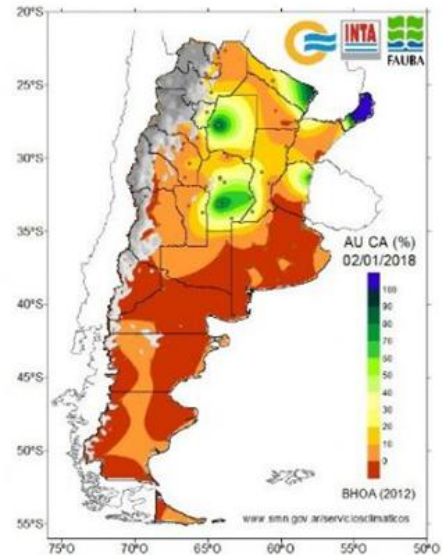 20°S
25°S
30°S
35°S
40°S
45°S
50°S
55°S
75°O
70°O
65°O
60°O
55°O
50°O
INTA
FAUBA
AU CA (%)
02/01/2018
100
90
80
70
60
50
40
30
20
10
0
BHOA (2012)
www.smn.gov.ar/serviciosclimaticos